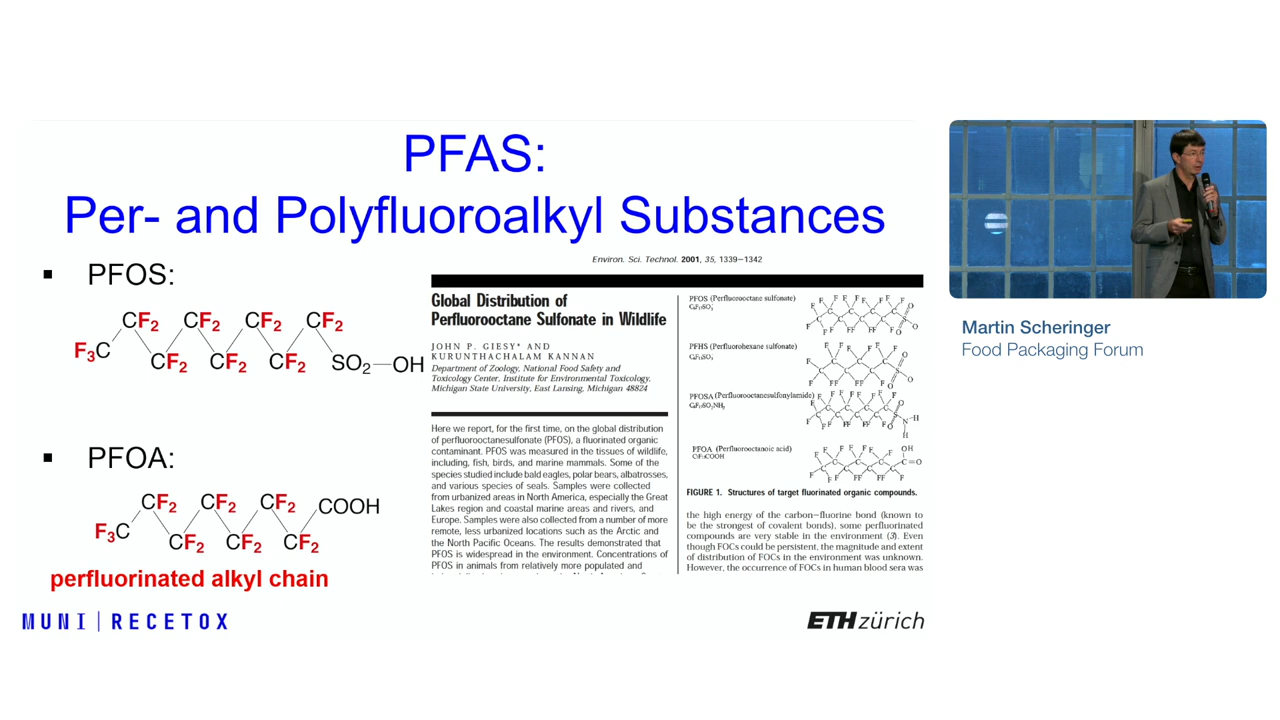 PFAS:
Per- and Polyfluoroalkyl Substances
▪ PFOS:
CF2 CF2 CF2 CF2
F3C CF2 CF2 CF2 SO2—OH
▪ PFOA:
CF2 CF2 CF2 COOH
F3C CF2 CF2 CF2
perfluorinated alkyl chain
MUNI | RECETOX
Environ. Sci. Technol. 2001, 35, 1339−1342
Global Distribution of
Perfluorooctane Sulfonate in Wildlife
JOHN P. GIESY* AND
KURUNTHACHALAM KANNAN
Department of Zoology, National Food Safety and
Toxicology Center, Institute for Environmental Toxicology,
Michigan State University, East Lansing, Michigan 48824
Here we report, for the first time, on the global distribution
of perfluorooctanesulfonate (PFOS), a fluorinated organic
contaminant. PFOS was measured in the tissues of wildlife,
including, fish, birds, and marine mammals. Some of the
species studied include bald eagles, polar bears, albatrosses,
and various species of seals. Samples were collected
from urbanized areas in North America, especially the Great
Lakes region and coastal marine areas and rivers, and
Europe. Samples were also collected from a number of more
remote, less urbanized locations such as the Arctic and
the North Pacific Oceans. The results demonstrated that
PFOS is widespread in the environment. Concentrations of
PFOS in animals from relatively more populated and
PFOS (Perfluorooctane sulfonate)
PFHS (Perfluorohexane sulfonate)
PFOSA (Perfluorooctanesulfonylamide)
PFOA (Perfluorooctanoic acid)
FIGURE 1. Structures of target fluorinated organic compounds.
the high energy of the carbon−fluorine bond (known to
be the strongest of covalent bonds), some perfluorinated
compounds are very stable in the environment (3). Even
though FOCs could be persistent, the magnitude and extent
of distribution of FOCs in the environment was unknown.
However, the occurrence of FOCs in human blood sera was
ETH zürich
Martin Scheringer
Food Packaging Forum